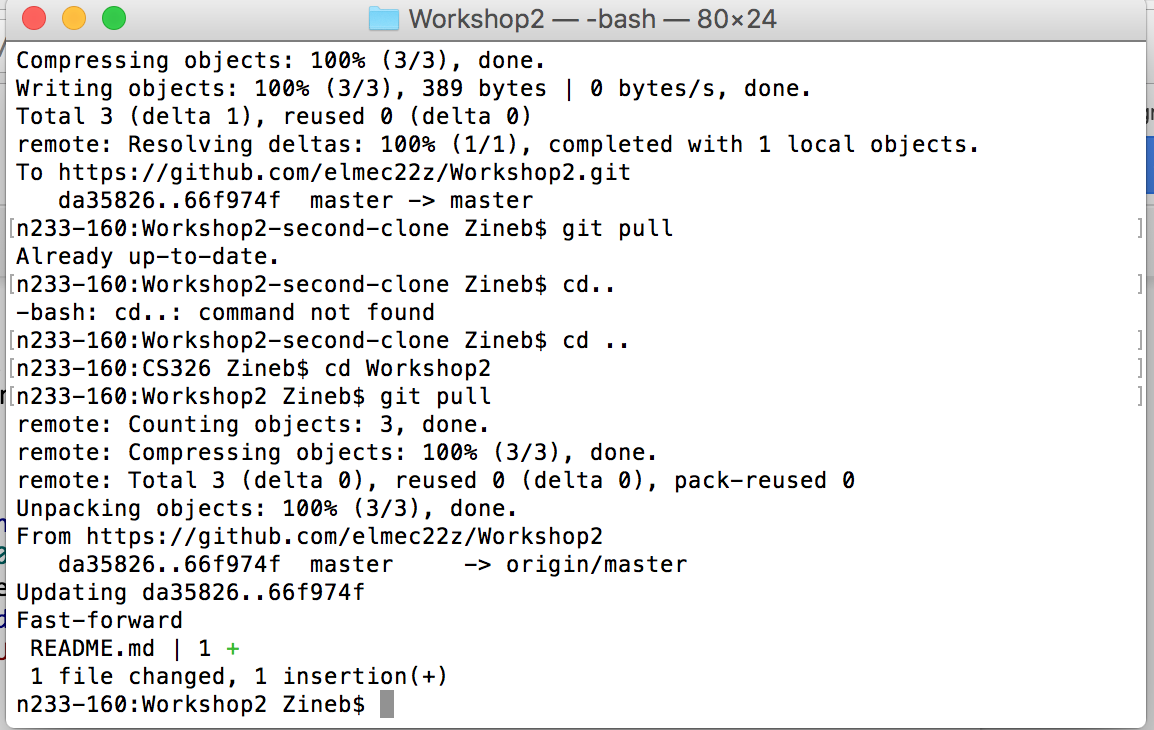 Workshop2 — -bash — 80×24
Compressing objects: 100% (3/3), done.
Writing objects: 100% (3/3), 389 bytes | 0 bytes/s, done.
Total 3 (delta 1), reused 0 (delta 0)
remote: Resolving deltas: 100% (1/1), completed with 1 local objects.
To https://github.com/elmec22z/Workshop2.git
   da35826..66f974f  master -> master
[n233-160:Workshop2-second-clone Zineb$ git pull ]
Already up-to-date.
[n233-160:Workshop2-second-clone Zineb$ cd.. ]
-bash: cd..: command not found
[n233-160:Workshop2-second-clone Zineb$ cd .. ]
[n233-160:CS326 Zineb$ cd Workshop2 ]
[n233-160:Workshop2 Zineb$ git pull ]
remote: Counting objects: 3, done.
remote: Compressing objects: 100% (3/3), done.
remote: Total 3 (delta 0), reused 0 (delta 0), pack-reused 0
Unpacking objects: 100% (3/3), done.
From https://github.com/elmec22z/Workshop2
   da35826..66f974f  master     -> origin/master
Updating da35826..66f974f
Fast-forward
 README.md | 1 +
 1 file changed, 1 insertion(+)
n233-160:Workshop2 Zineb$